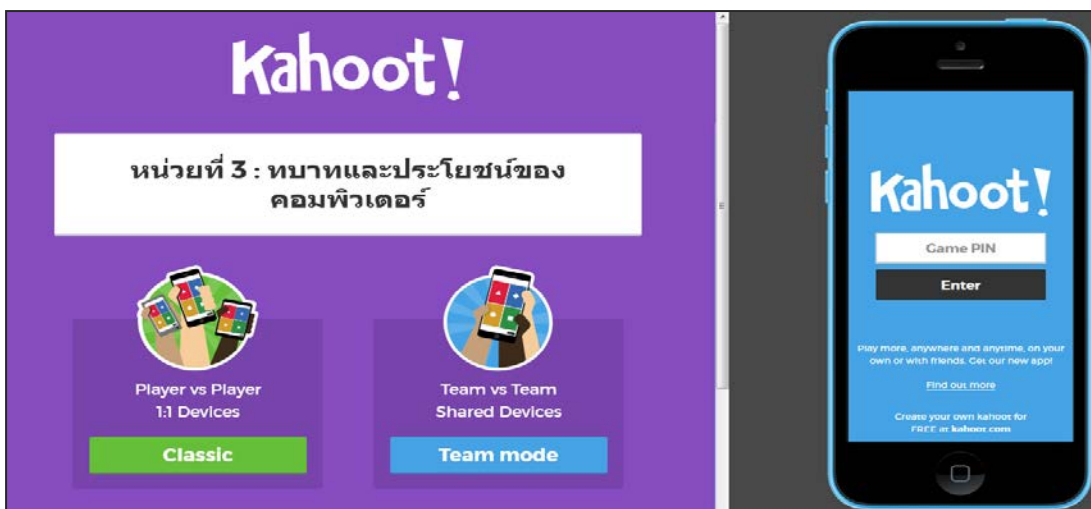 Kahoot!
หน่วยที่ 3 : ทบาทและประโยชน์ของ
คอมพิวเตอร์
Player vs Player
1:1 Devices
Classic
Team vs Team
Shared Devices
Team mode
Kahoot!
Game PIN
Enter
Play more, anywhere and anytime, on your
own or with friends. Get our new app!
Find out more
Create your own kahoot for
FREE at kahoot.com